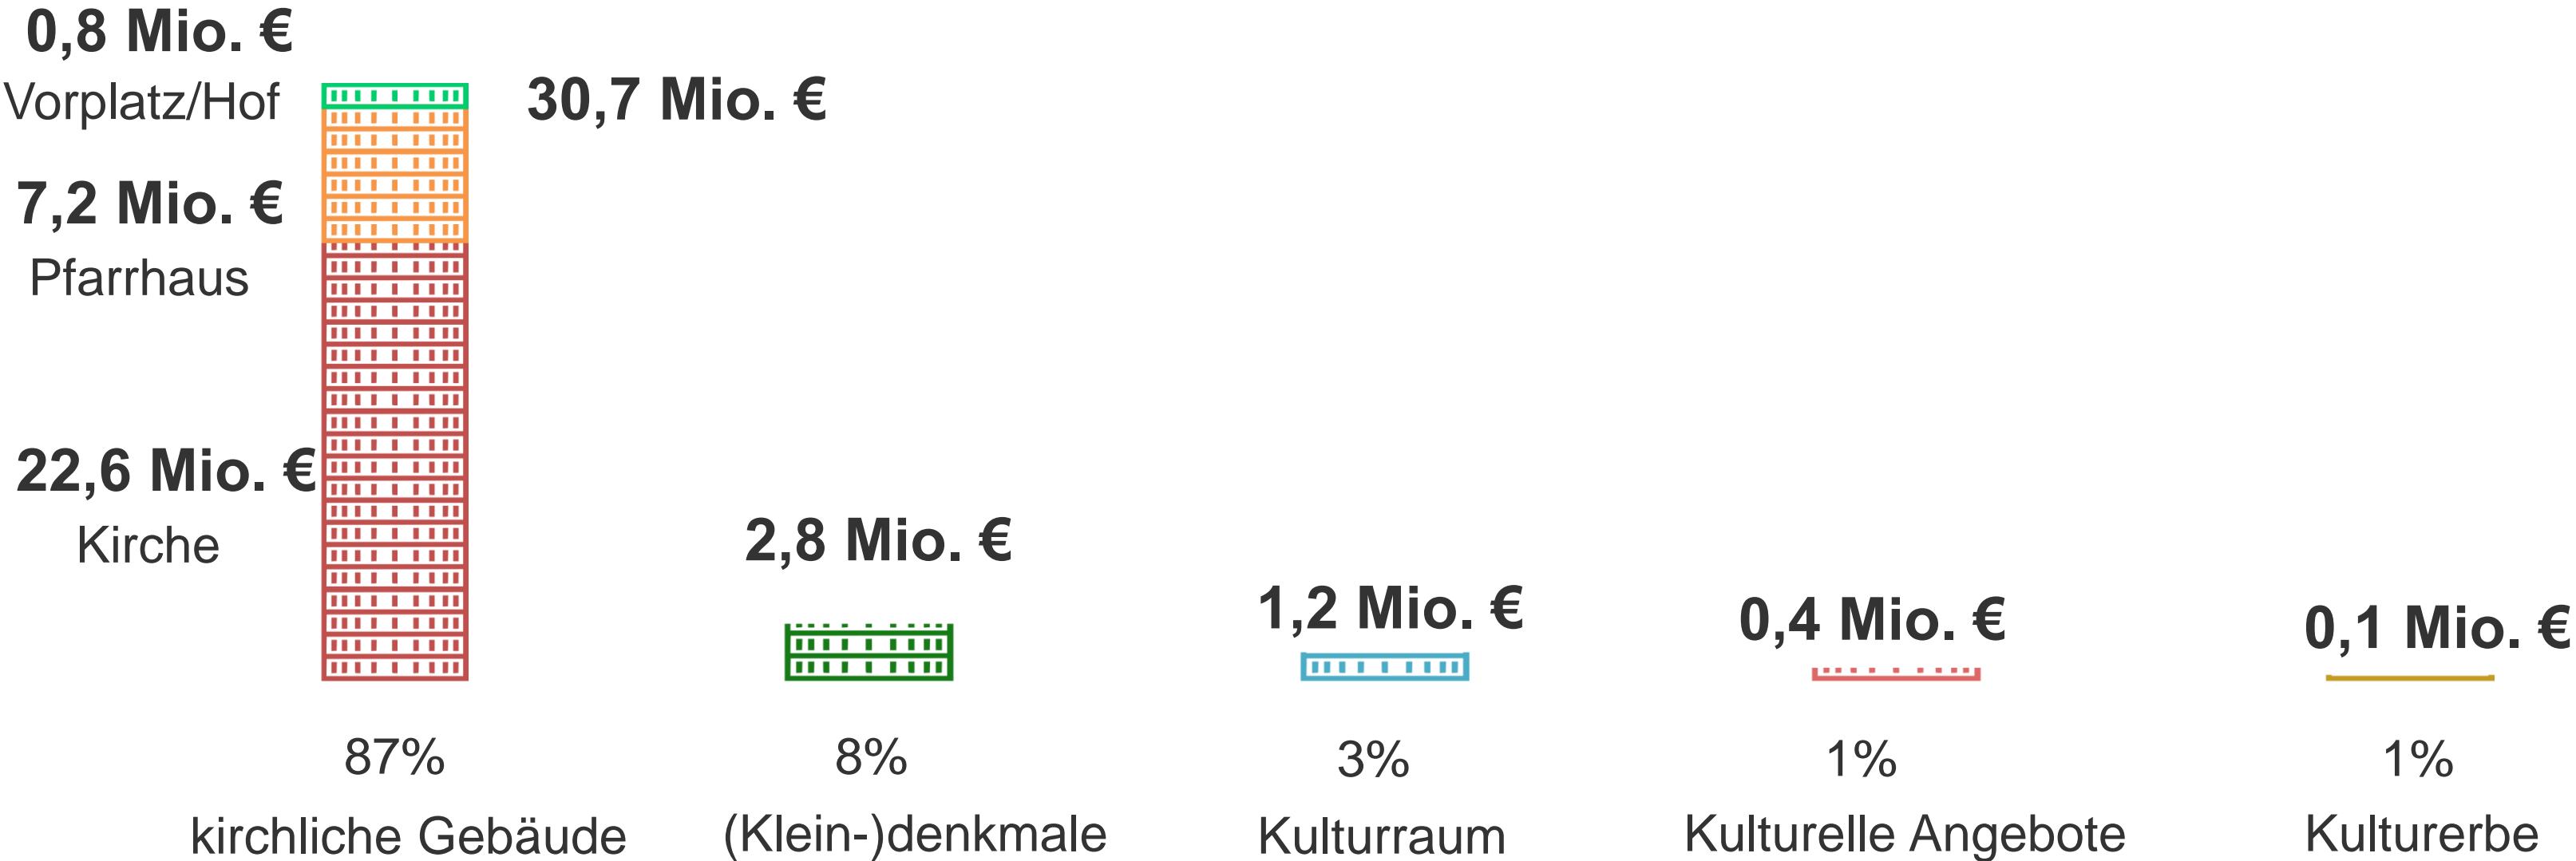 0,8 Mio. €
Vorplatz/Hof
30,7 Mio. €
7,2 Mio. €
Pfarrhaus
22,6 Mio. €
Kirche
2,8 Mio. €
1,2 Mio. €
0,4 Mio. €
0,1 Mio. €
87%
8%
3%
1%
1%
kirchliche Gebäude
(Klein-)denkmale
Kulturraum
Kulturelle Angebote
Kulturerbe